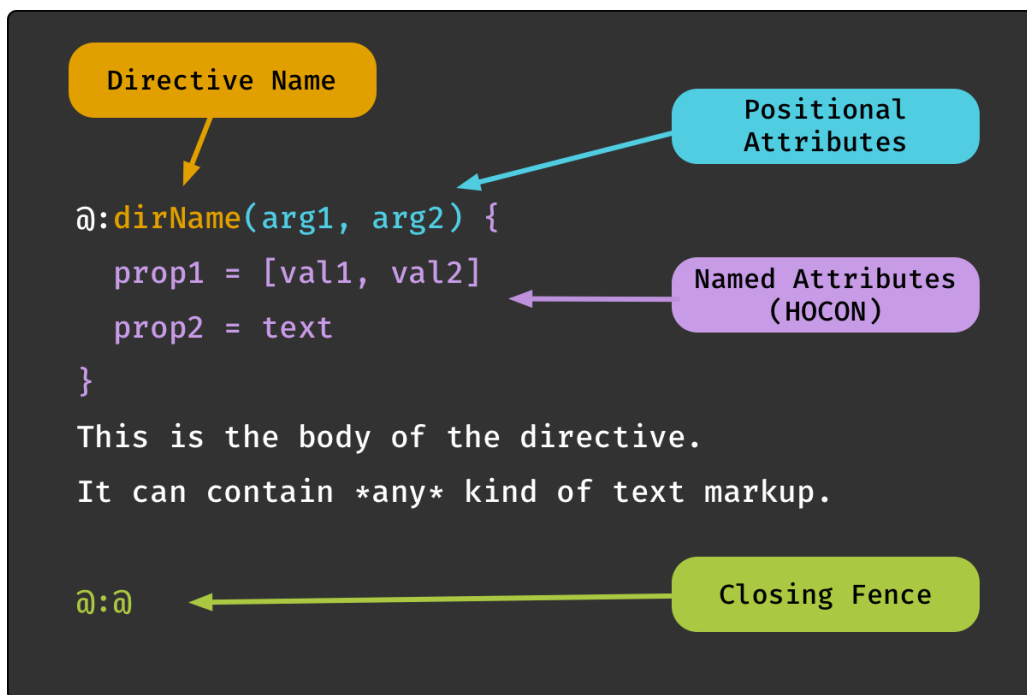 Directive Name
Positional
Attributes
@:dirName(arg1, arg2) {
prop1 = [val1, val2]
Named Attributes
(HOCON)
prop2 = text
}
This is the body of the directive.
It can contain *any* kind of text markup.
@:@
Closing Fence